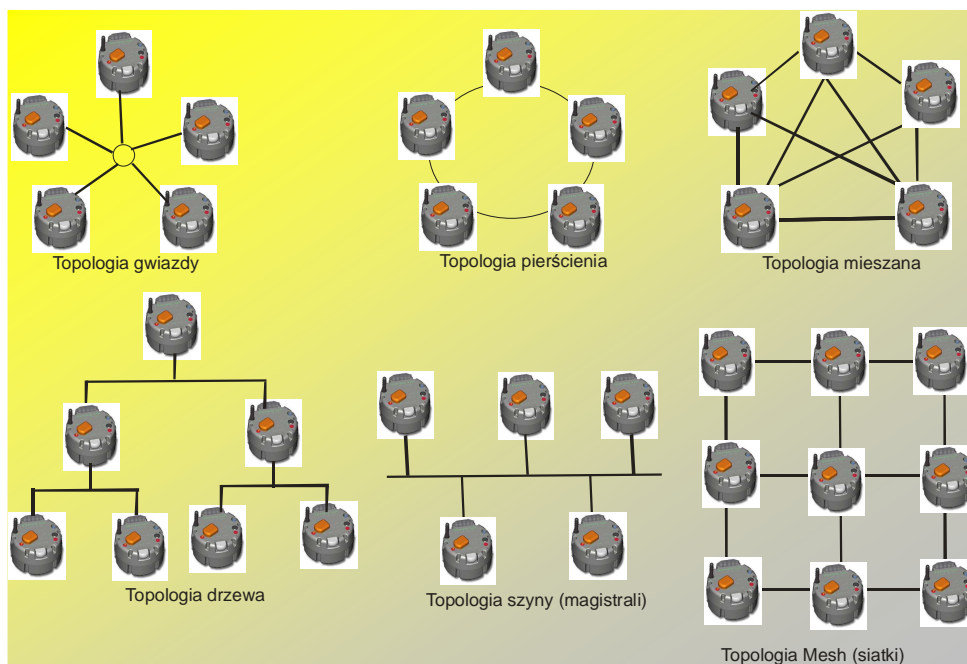 Topologia gwiazdy
Topologia pierścienia
Topologia mieszana
Topologia drzewa
Topologia szyny (magistrali)
Topologia Mesh (siatki)